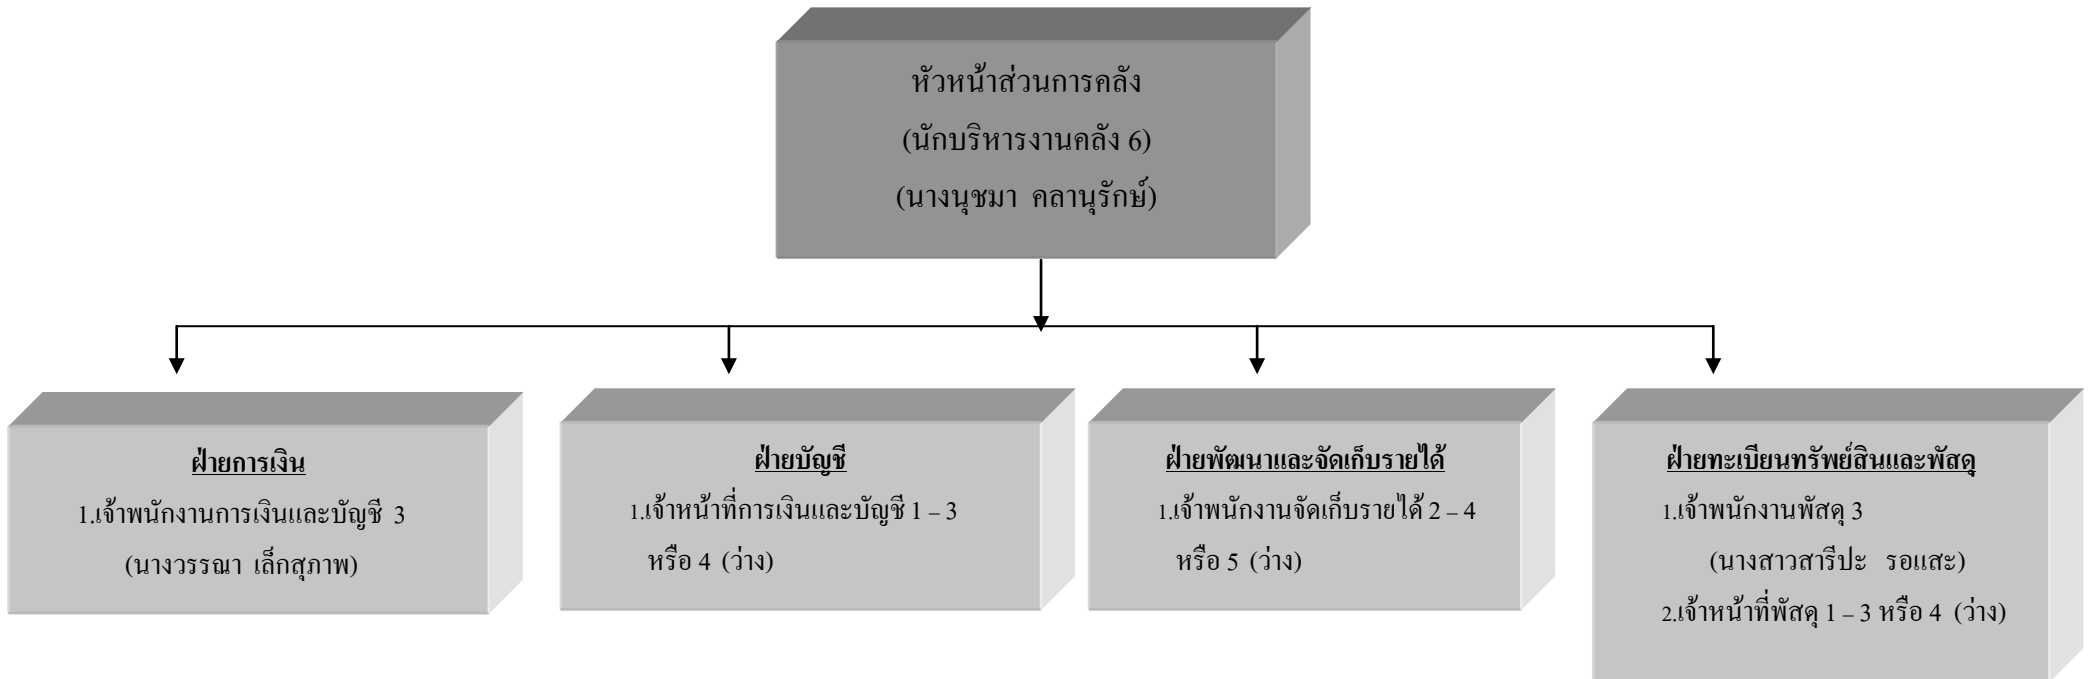 หัวหน้าส่วนการคลัง
(นักบริหารงานคลัง 6)
(นางนุชมา คลานุรักษ์)
ฝ่ายการเงิน
1.เจ้าพนักงานการเงินและบัญชี 3
(นางวรรณา เล็กสุภาพ)
ฝ่ายบัญชี
1.เจ้าหน้าที่การเงินและบัญชี 1 – 3
หรือ 4 (ว่าง)
ฝ่ายพัฒนาและจัดเก็บรายได้
1.เจ้าพนักงานจัดเก็บรายได้ 2 – 4
หรือ 5 (ว่าง)
ฝ่ายทะเบียนทรัพย์สินและพัสดุ
1.เจ้าพนักงานพัสดุ 3
(นางสาวสารีปะ รอแสะ)
2.เจ้าหน้าที่พัสดุ 1 – 3 หรือ 4 (ว่าง)